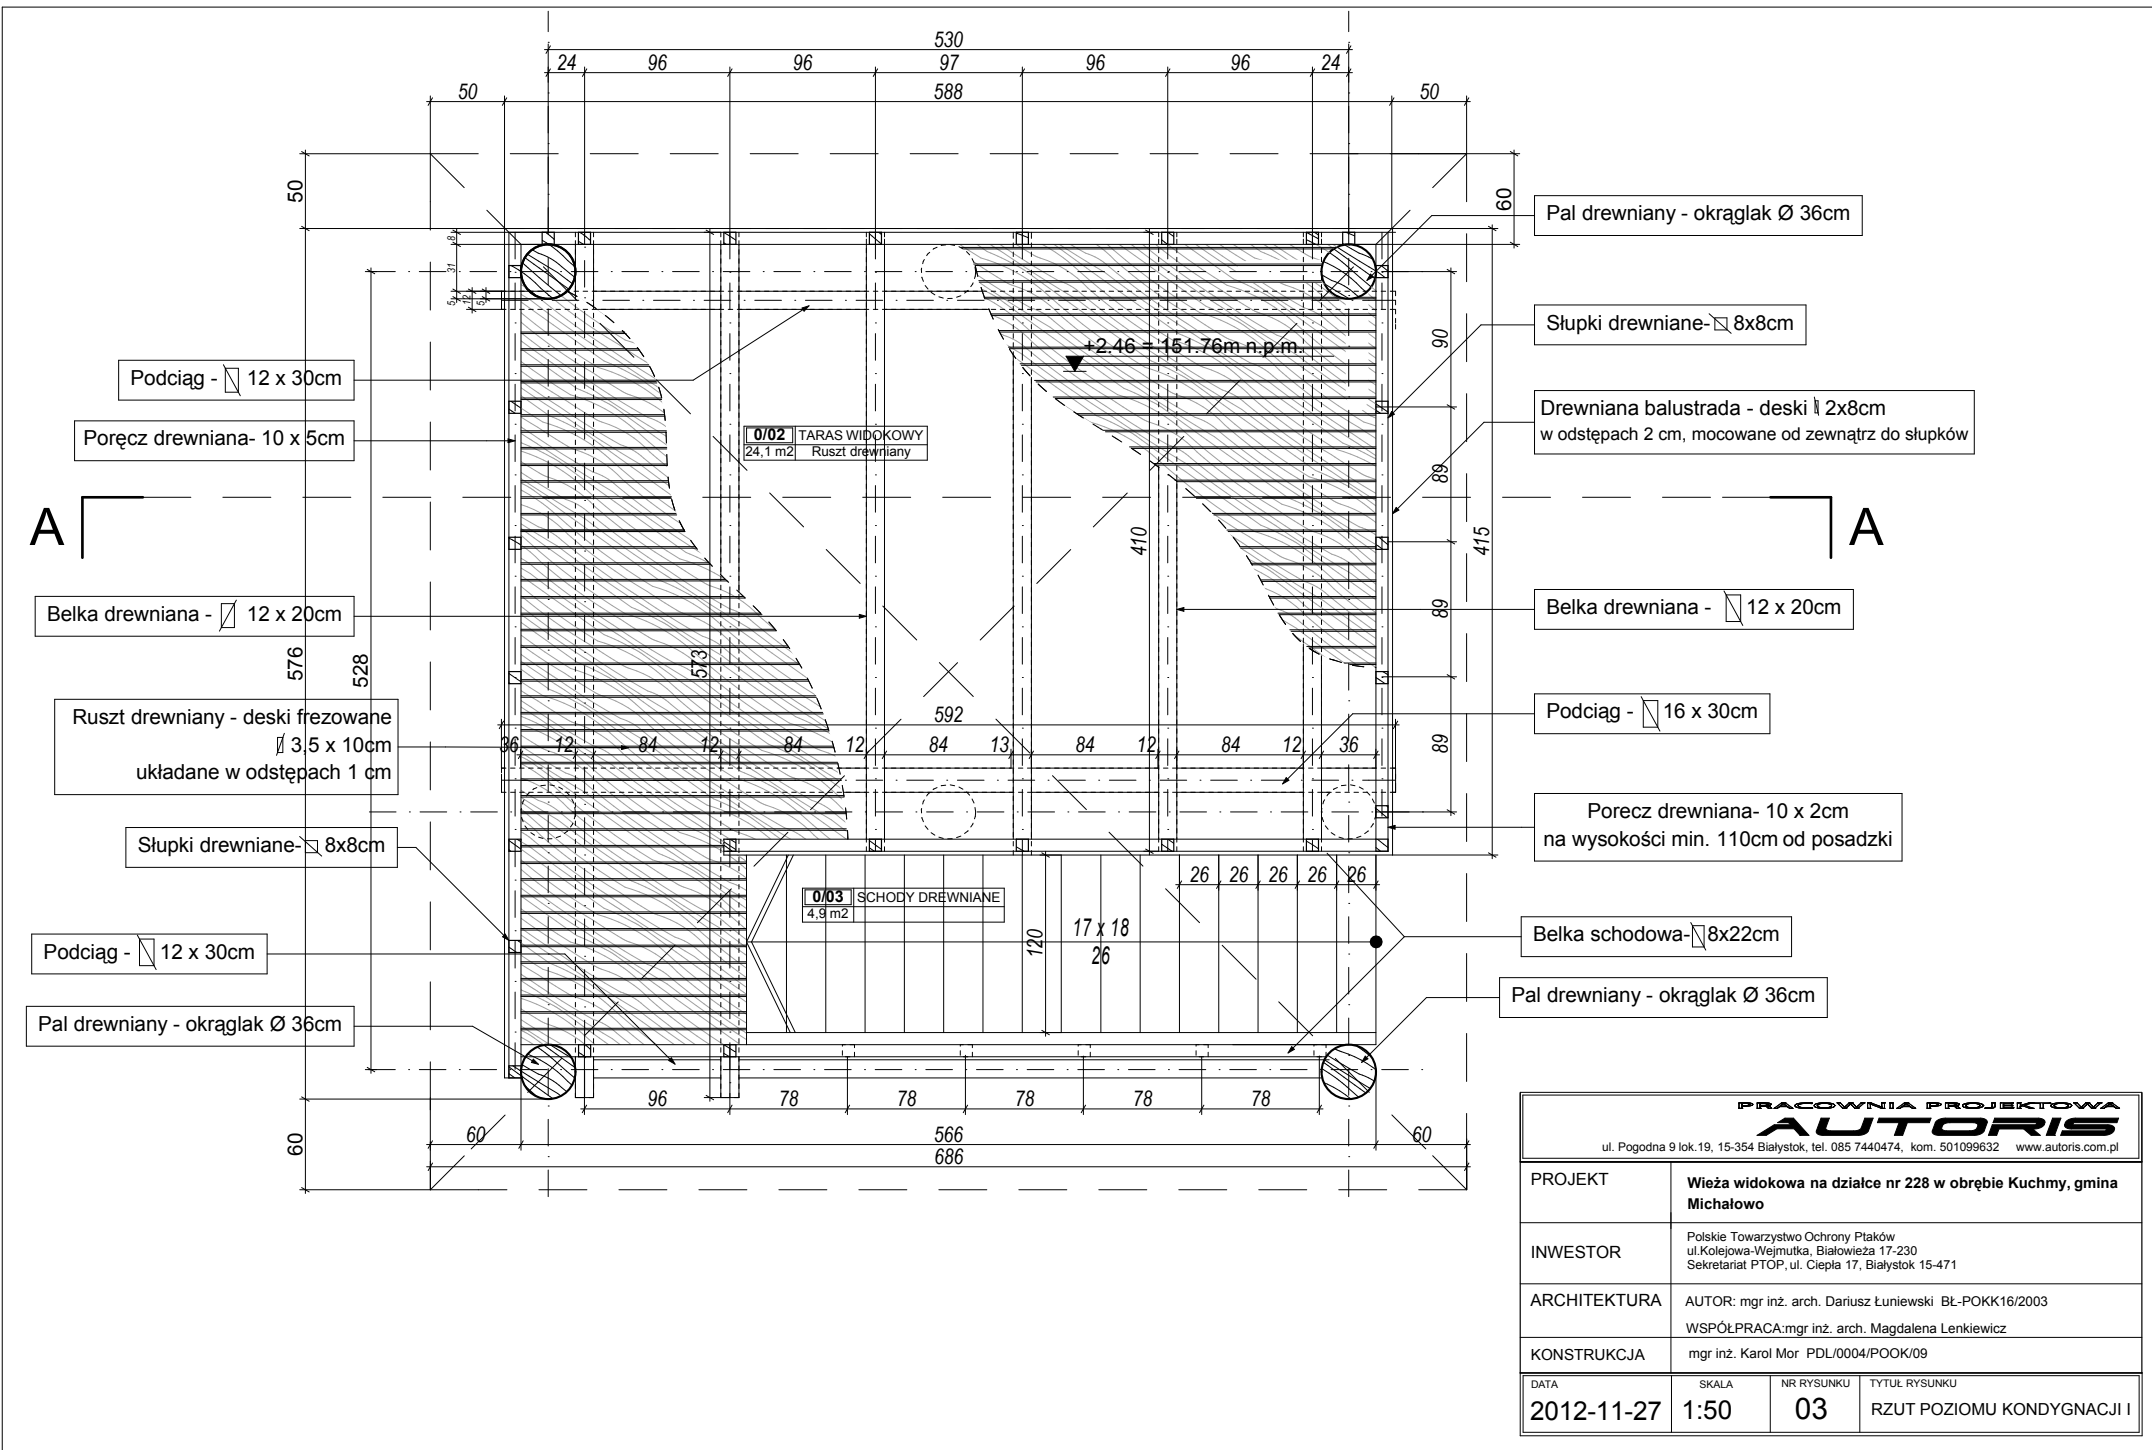 530
24 96 96 97 96 96 24
50 588 50
50
60
8
31
5 12 5
Pal drewniany - okrąglak Ø 36cm
Słupki drewniane- 8x8cm
+2.46 = 151.76m n.p.m.
90
Podciąg - 12 x 30cm
Drewniana balustrada - deski 2x8cm
w odstępach 2 cm, mocowane od zewnątrz do słupków
Poręcz drewniana- 10 x 5cm
0/02 TARAS WIDOKOWY
24,1 m2 Ruszt drewniany
89
A A
410
415
Belka drewniana - 12 x 20cm
Belka drewniana - 12 x 20cm
89
576
528
573
Ruszt drewniany - deski frezowane
3,5 x 10cm
układane w odstępach 1 cm
592
Podciąg - 16 x 30cm
36 12 84 12 84 12 84 13 84 12 84 12 36
89
Porecz drewniana- 10 x 2cm
na wysokości min. 110cm od posadzki
Słupki drewniane- 8x8cm
26 26 26 26 26
0/03 SCHODY DREWNIANE
4,9 m2
120
17 x 18
26
Belka schodowa- 8x22cm
Podciąg - 12 x 30cm
Pal drewniany - okrąglak Ø 36cm
Pal drewniany - okrąglak Ø 36cm
96 78 78 78 78 78
60
60 566 60
686
PRACOWNIA PROJEKTOWA
AUTORIS
ul. Pogodna 9 lok.19, 15-354 Białystok, tel. 085 7440474, kom. 501099632 www.autoris.com.pl
PROJEKT
Wieża widokowa na działce nr 228 w obrębie Kuchmy, gmina
Michałowo
INWESTOR
Polskie Towarzystwo Ochrony Ptaków
ul.Kolejowa-Wejmutka, Białowieża 17-230
Sekretariat PTOP, ul. Ciepła 17, Białystok 15-471
ARCHITEKTURA
AUTOR: mgr inż. arch. Dariusz Łuniewski BŁ-POKK16/2003
WSPÓŁPRACA:mgr inż. arch. Magdalena Lenkiewicz
KONSTRUKCJA
mgr inż. Karol Mor PDL/0004/POOK/09
DATA SKALA NR RYSUNKU TYTUŁ RYSUNKU
2012-11-27 1:50 03 RZUT POZIOMU KONDYGNACJI I